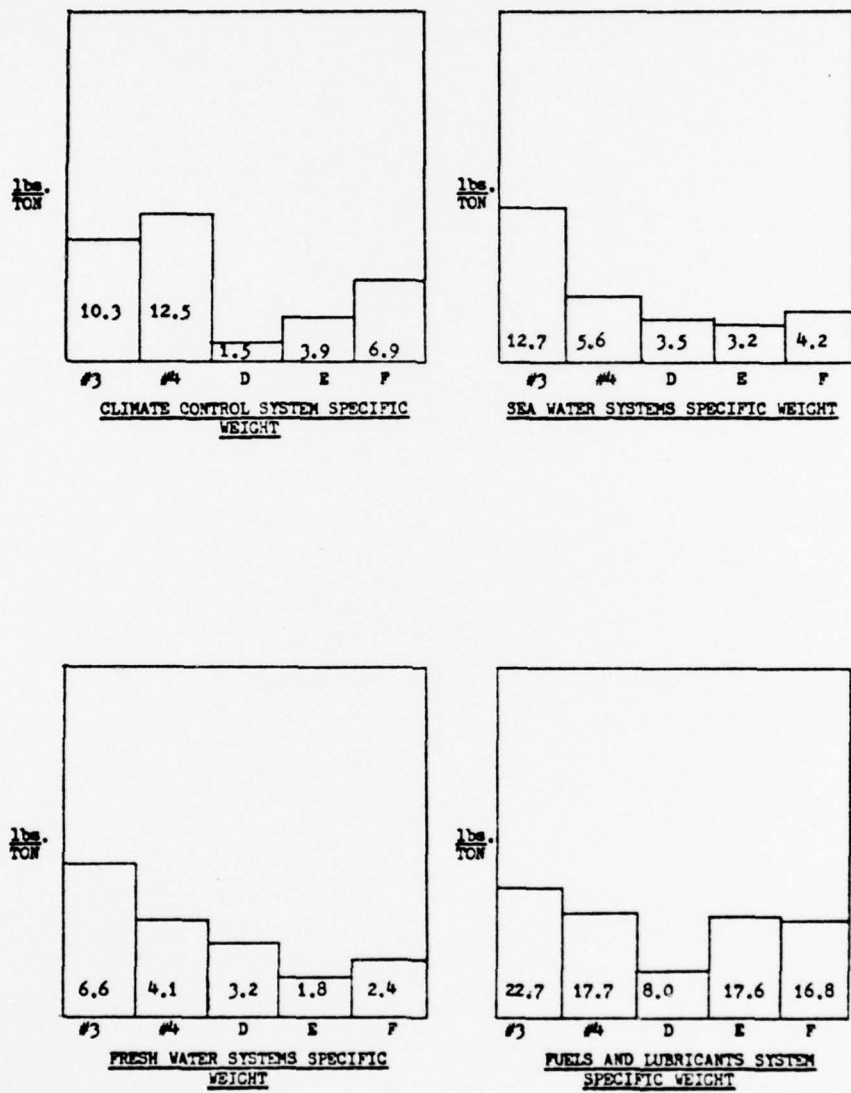 lbs.
TON
10.3 12.5 1.5 3.9 6.9
#3 #4 D E F
CLIMATE CONTROL SYSTEM SPECIFIC
WEIGHT
lbs.
TON
12.7 5.6 3.5 3.2 4.2
#3 #4 D E F
SEA WATER SYSTEMS SPECIFIC WEIGHT
lbs.
TON
6.6 4.1 3.2 1.8 2.4
#3 #4 D E F
FRESH WATER SYSTEMS SPECIFIC
WEIGHT
lbs.
TON
22.7 17.7 8.0 17.6 16.8
#3 #4 D E F
FUELS AND LUBRICANTS SYSTEM
SPECIFIC WEIGHT